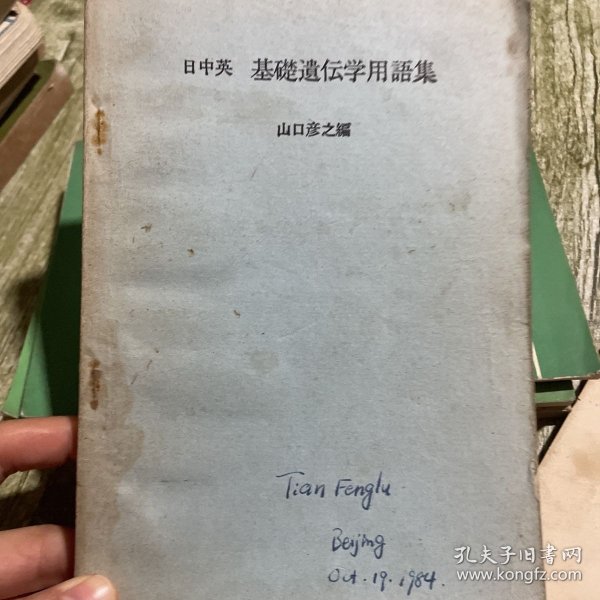 日中英 基礎遺伝学用語集
山口彦之編
Tian Fenglu
Beijing
Oct. 19. 1984.
孔夫子旧书网
www.kongfz.com